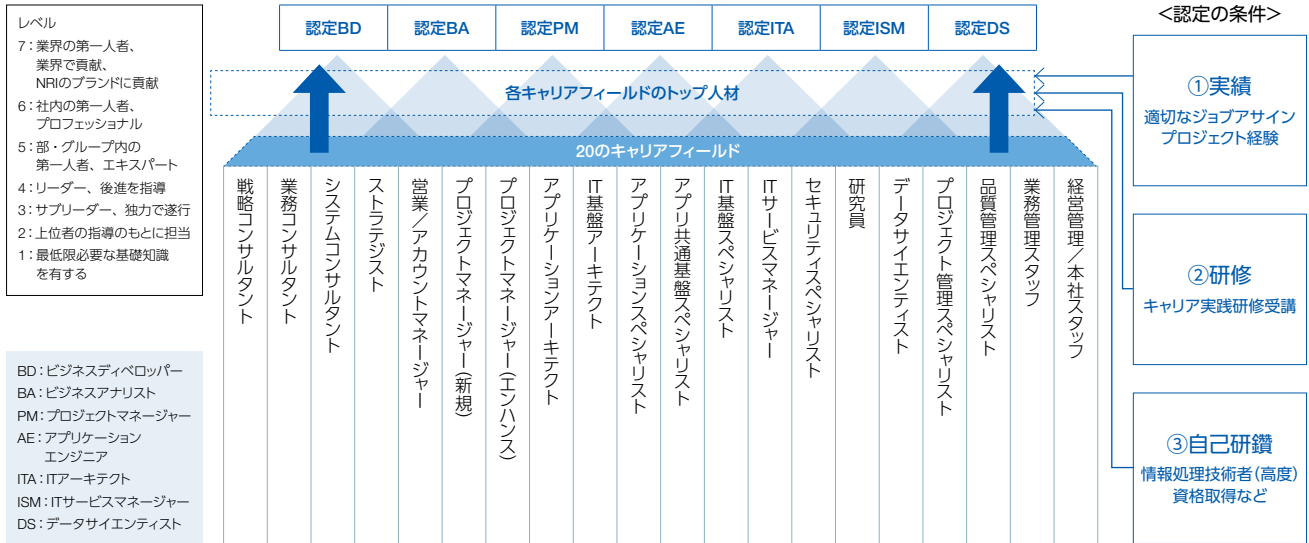 レベル
7：業界の第一人者、
業界で貢献、
NRIのブランドに貢献
6：社内の第一人者、
プロフェッショナル
5：部・グループ内の
第一人者、エキスパート
4：リーダー、後進を指導
3：サブリーダー、独力で遂行
2：上位者の指導のもとに担当
1：最低限必要な基礎知識
を有する
BD：ビジネスディベロッパー
BA：ビジネスアナリスト
PM：プロジェクトマネージャー
AE：アプリケーション
エンジニア
ITA：ITアーキテクト
ISM：ITサービスマネージャー
DS：データサイエンティスト
認定BD
認定BA
認定PM
認定AE
認定ITA
認定ISM
認定DS
各キャリアフィールドのトップ人材
20のキャリアフィールド
戦略コンサルタント
業務コンサルタント
システムコンサルタント
ストラテジスト
営業／アカウントマネージャー
プロジェクトマネージャー（新規）
プロジェクトマネージャー（エンハンス）
アプリケーションアーキテクト
IT基盤アーキテクト
アプリケーションスペシャリスト
アプリ共通基盤スペシャリスト
IT基盤スペシャリスト
ITサービスマネージャー
セキュリティスペシャリスト
研究員
データサイエンティスト
プロジェクト管理スペシャリスト
品質管理スペシャリスト
業務管理スタッフ
経営管理／本社スタッフ
＜認定の条件＞
①実績
適切なジョブアサイン
プロジェクト経験
②研修
キャリア実践研修受講
③自己研鑽
情報処理技術者（高度）
資格取得など